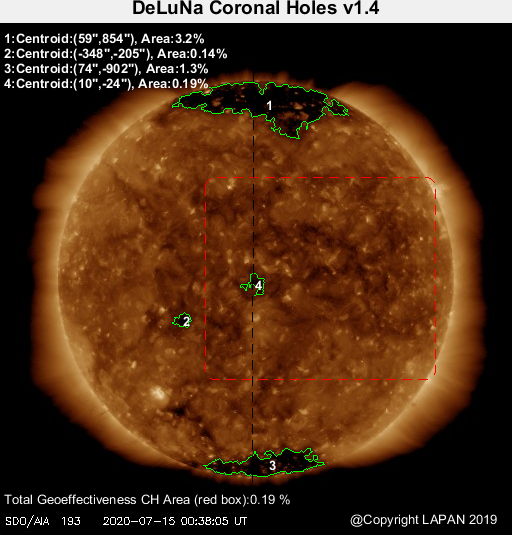 DeLuNa Coronal Holes v1.4
1:Centroid:(59",854"), Area:3.2%
2:Centroid:(-348",-205"), Area:0.14%
3:Centroid:(74",-902"), Area:1.3%
4:Centroid:(10",-24"), Area:0.19%
1
4
2
3
Total Geoeffectiveness CH Area (red box):0.19 %
SDO/AIA 193 2020-07-15 00:38:05 UT
@Copyright LAPAN 2019